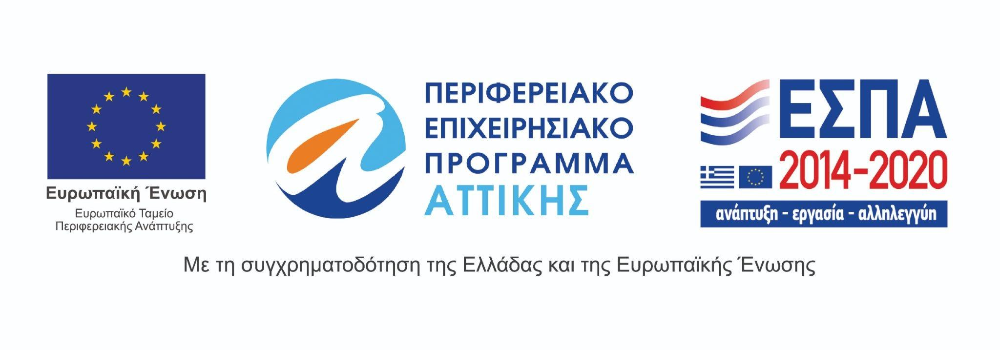 Ευρωπαϊκή Ένωση
Ευρωπαϊκό Ταμείο
Περιφερειακής Ανάπτυξης
ΠΕΡΙΦΕΡΕΙΑΚΟ
ΕΠΙΧΕΙΡΗΣΙΑΚΟ
ΠΡΟΓΡΑΜΜΑ
ΑΤΤΙΚΗΣ
ΕΣΠΑ
2014-2020
ανάπτυξη - εργασία - αλληλεγγύη
Με τη συγχρηματοδότηση της Ελλάδας και της Ευρωπαϊκής Ένωσης